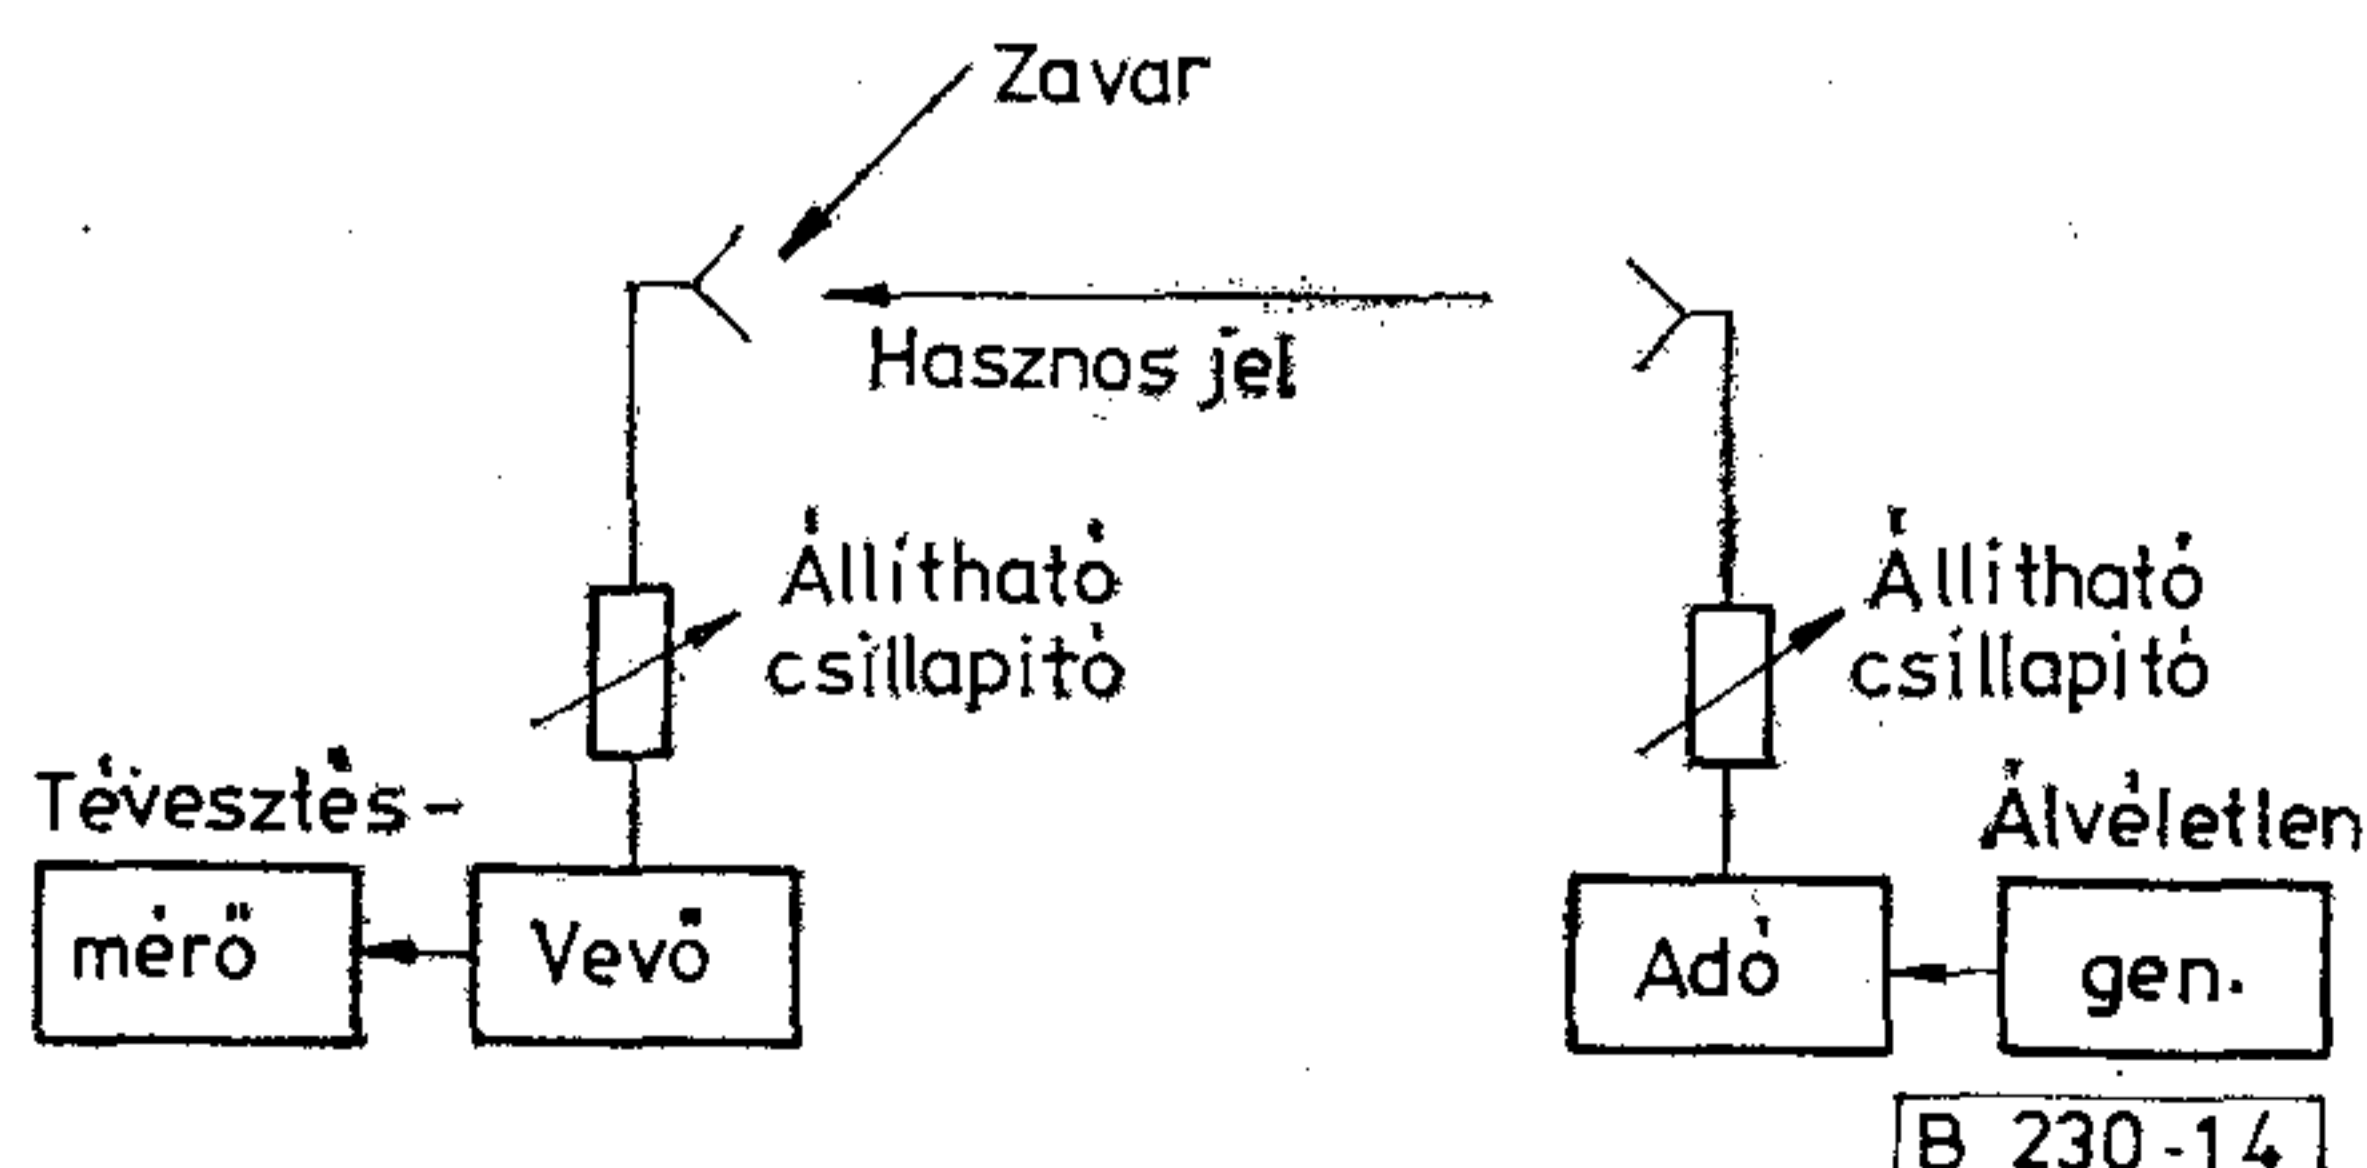 Zavar
Hasznos jel
Állítható
csillapító
Állítható
csillapító
Tévesztés-
mérő
Vevő
Álvéletlen
Adó
gen.
B 230-14